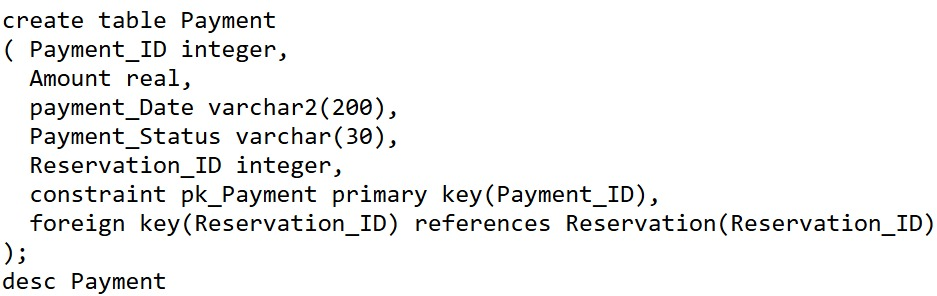 create table Payment
( Payment_ID integer,
  Amount real,
  payment_Date varchar2(200),
  Payment_Status varchar(30),
  Reservation_ID integer,
  constraint pk_Payment primary key(Payment_ID),
  foreign key(Reservation_ID) references Reservation(Reservation_ID)
);
desc Payment